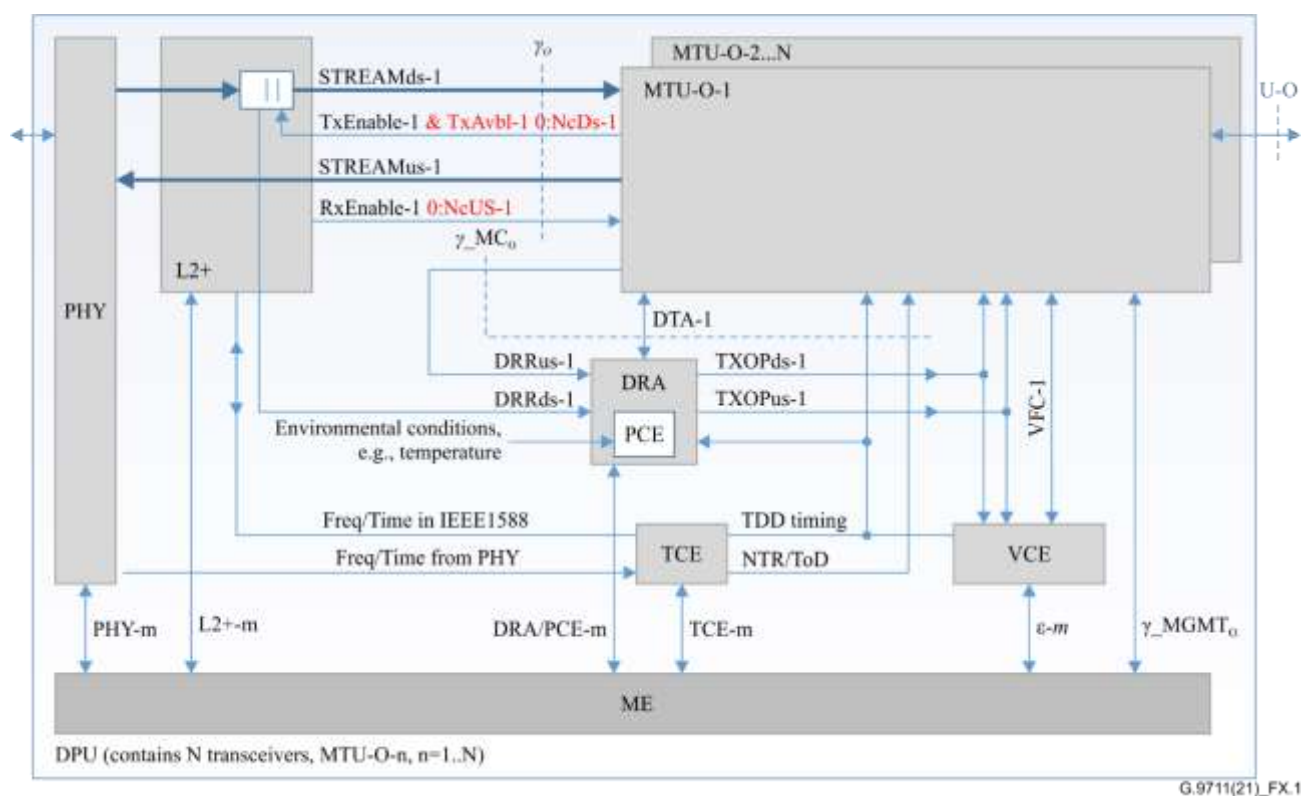 γo
MTU-O-2...N
STREAMds-1
MTU-O-1
U-O
TxEnable-1 & TxAvbl-1 0:NcDs-1
STREAMus-1
RxEnable-1 0:NcUS-1
γ_MCo
L2+
PHY
DTA-1
DRRus-1
TXOPds-1
DRA
DRRds-1
TXOPus-1
VFC-1
Environmental conditions,
e.g., temperature
PCE
Freq/Time in IEEE1588
TDD timing
Freq/Time from PHY
TCE
NTR/ToD
VCE
PHY-m
L2+-m
DRA/PCE-m
TCE-m
ε-m
γ_MGMTo
ME
DPU (contains N transceivers, MTU-O-n, n=1..N)
G.9711(21)_FX.1